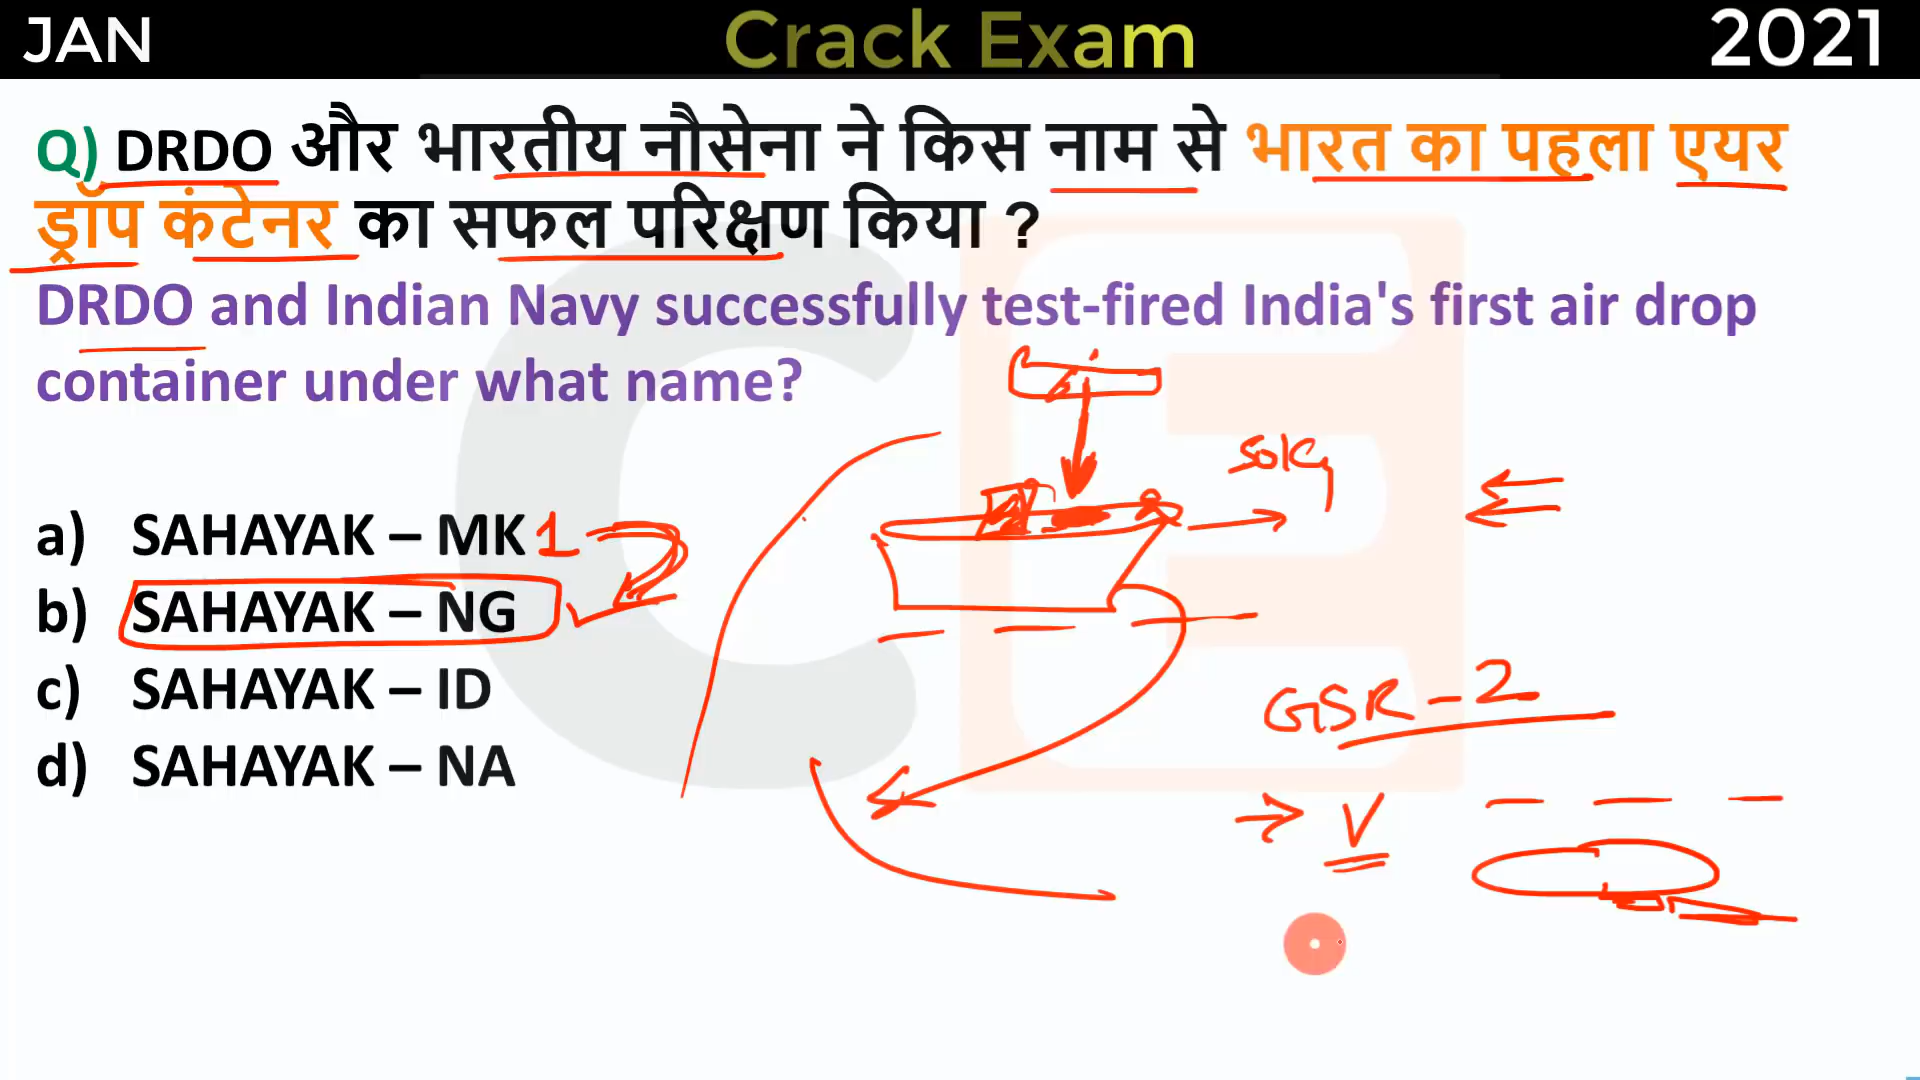 JAN Crack Exam 2021
Q) DRDO और भारतीय नौसेना ने किस नाम से भारत का पहला एयर
ड्रॉप कंटेनर का सफल परिक्षण किया ?
DRDO and Indian Navy successfully test-fired India's first air drop
container under what name?
50kg
a) SAHAYAK – MK 1
b) SAHAYAK – NG
c) SAHAYAK – ID
GSR-2
d) SAHAYAK – NA
V